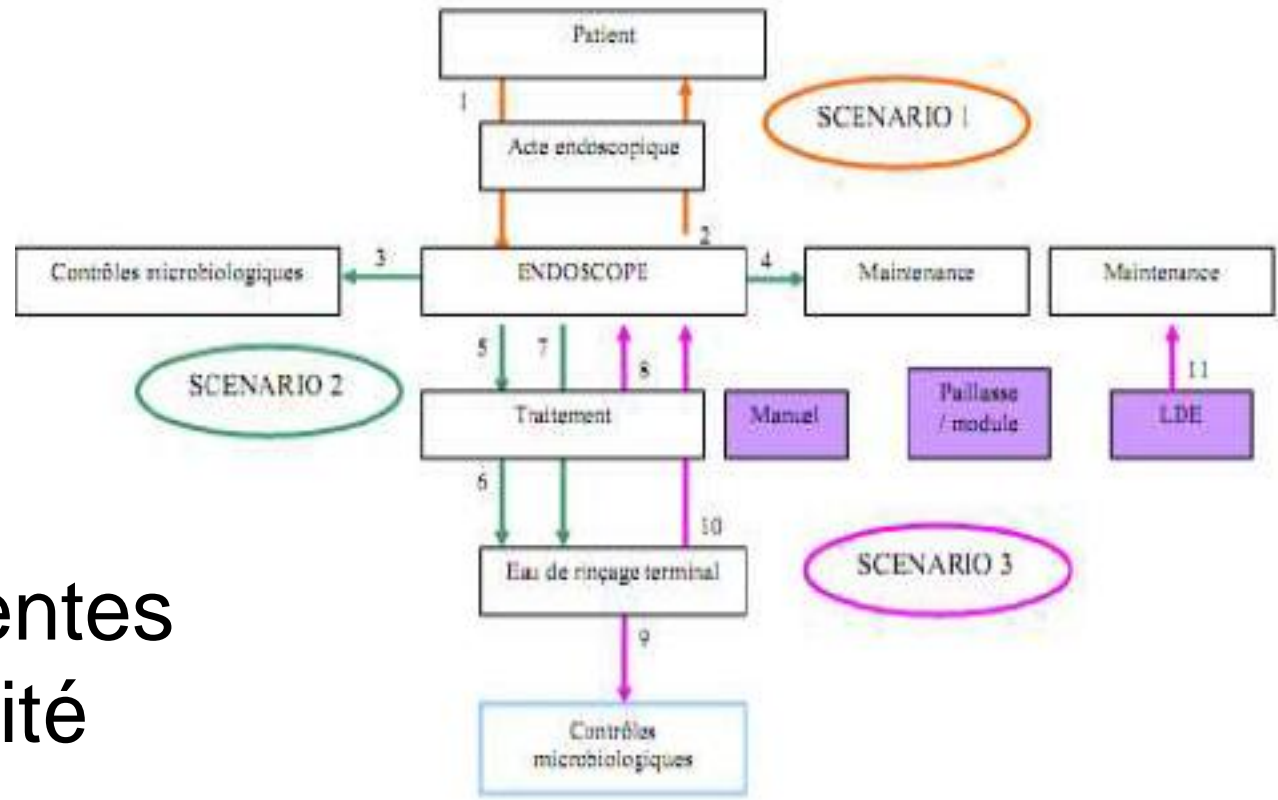 Patient
1
SCENARIO 1
Acte endoscopique
2
Contrôles microbiologiques
3
ENDOSCOPE
4
Maintenance
Maintenance
5
7
8
11
SCENARIO 2
Traitement
Manuel
Paillasse
/ module
LDE
6
10
Eau de rinçage terminal
SCENARIO 3
entes
ité
9
Contrôles
microbiologiques